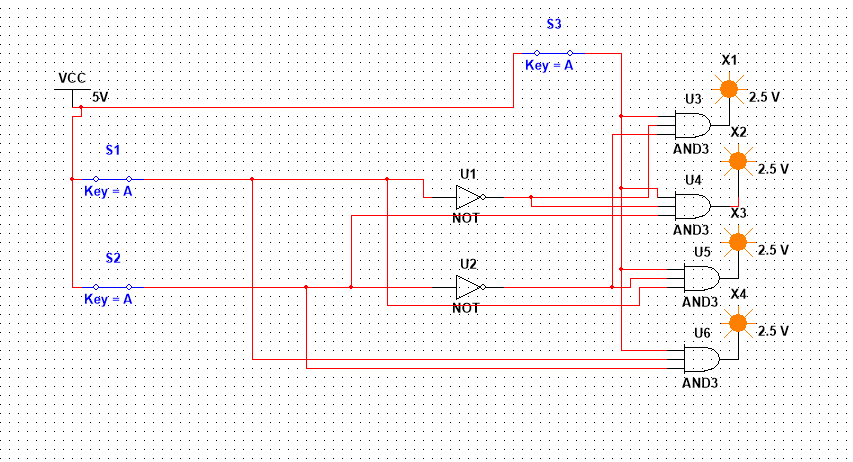 S3
Key = A
X1
VCC
5V
2.5 V
U3
X2
AND3
S1
2.5 V
Key = A
U1
U4
NOT
X3
AND3
2.5 V
S2
U2
U5
Key = A
X4
NOT
AND3
2.5 V
U6
AND3